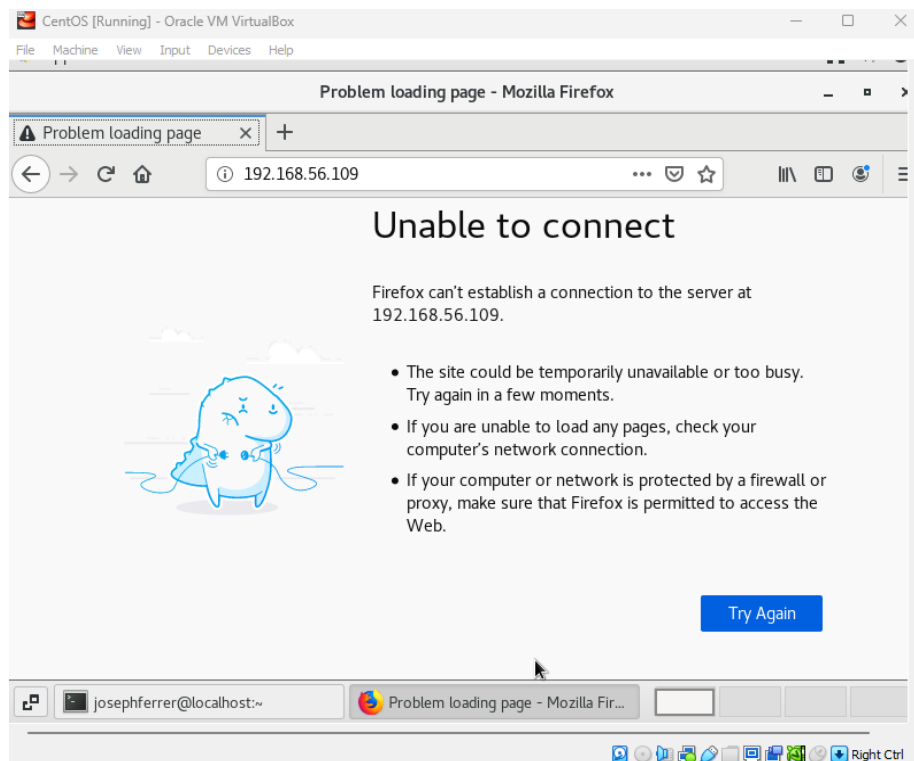 CentOS [Running] - Oracle VM VirtualBox
File Machine View Input Devices Help
Problem loading page - Mozilla Firefox
Problem loading page
192.168.56.109
Unable to connect
Firefox can't establish a connection to the server at
192.168.56.109.
• The site could be temporarily unavailable or too busy.
Try again in a few moments.
• If you are unable to load any pages, check your
computer's network connection.
• If your computer or network is protected by a firewall or
proxy, make sure that Firefox is permitted to access the
Web.
Try Again
josephferrer@localhost:~
Problem loading page - Mozilla Fir...
Right Ctrl